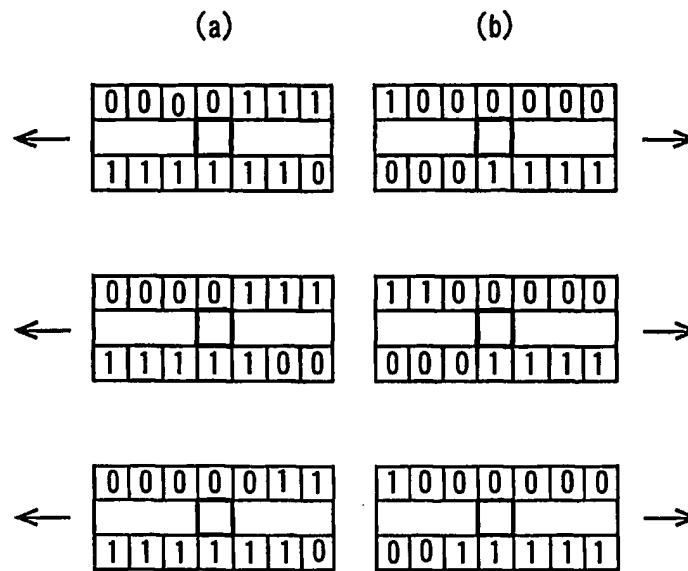 (a) (b)
0 0 0 0 1 1 1 1 0 0 0 0 0 0
1 1 1 1 1 1 0 0 0 0 1 1 1 1
0 0 0 0 1 1 1 1 1 0 0 0 0 0
1 1 1 1 1 0 0 0 0 0 1 1 1 1
0 0 0 0 0 1 1 1 0 0 0 0 0 0
1 1 1 1 1 1 0 0 0 1 1 1 1 1